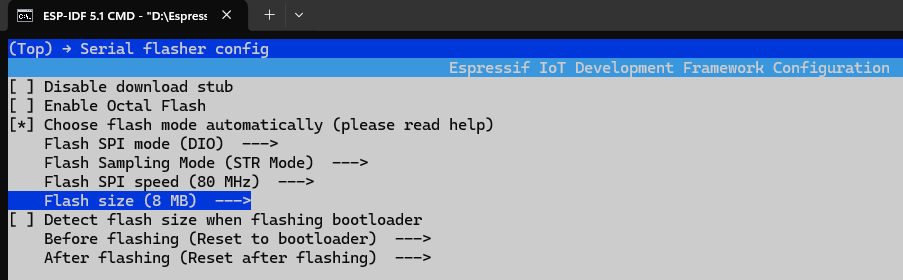 ESP-IDF 5.1 CMD - "D:\Espress
(Top) → Serial flasher config
Espressif IoT Development Framework Configuration
[ ] Disable download stub
[ ] Enable Octal Flash
[*] Choose flash mode automatically (please read help)
Flash SPI mode (DIO)  --->
Flash Sampling Mode (STR Mode)  --->
Flash SPI speed (80 MHz)  --->
Flash size (8 MB)  --->
[ ] Detect flash size when flashing bootloader
Before flashing (Reset to bootloader)  --->
After flashing (Reset after flashing)  --->